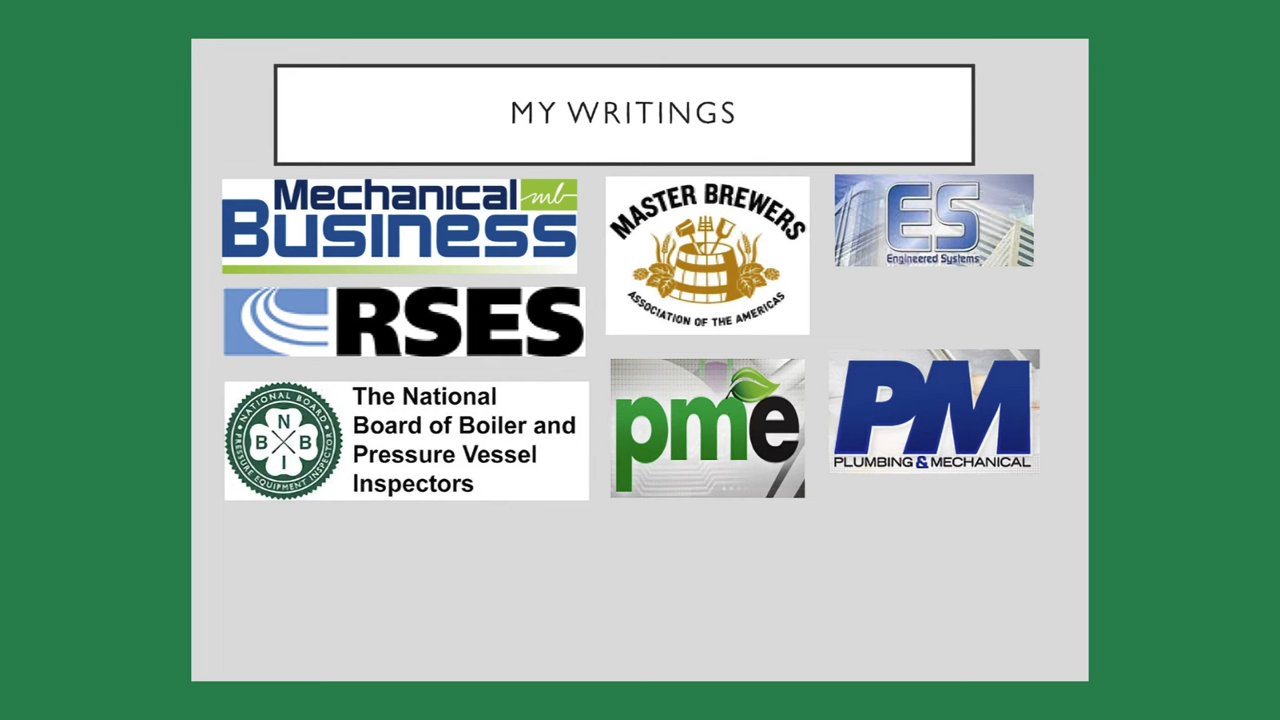 MY WRITINGS
Mechanical mb
Business
MASTER BREWERS
ASSOCIATION OF THE AMERICAS
ES
Engineered Systems
RSES
NATIONAL BOARD
PRESSURE EQUIPMENT INSPECTOR
N
B B
I
The National
Board of Boiler and
Pressure Vessel
Inspectors
pme
PM
PLUMBING & MECHANICAL